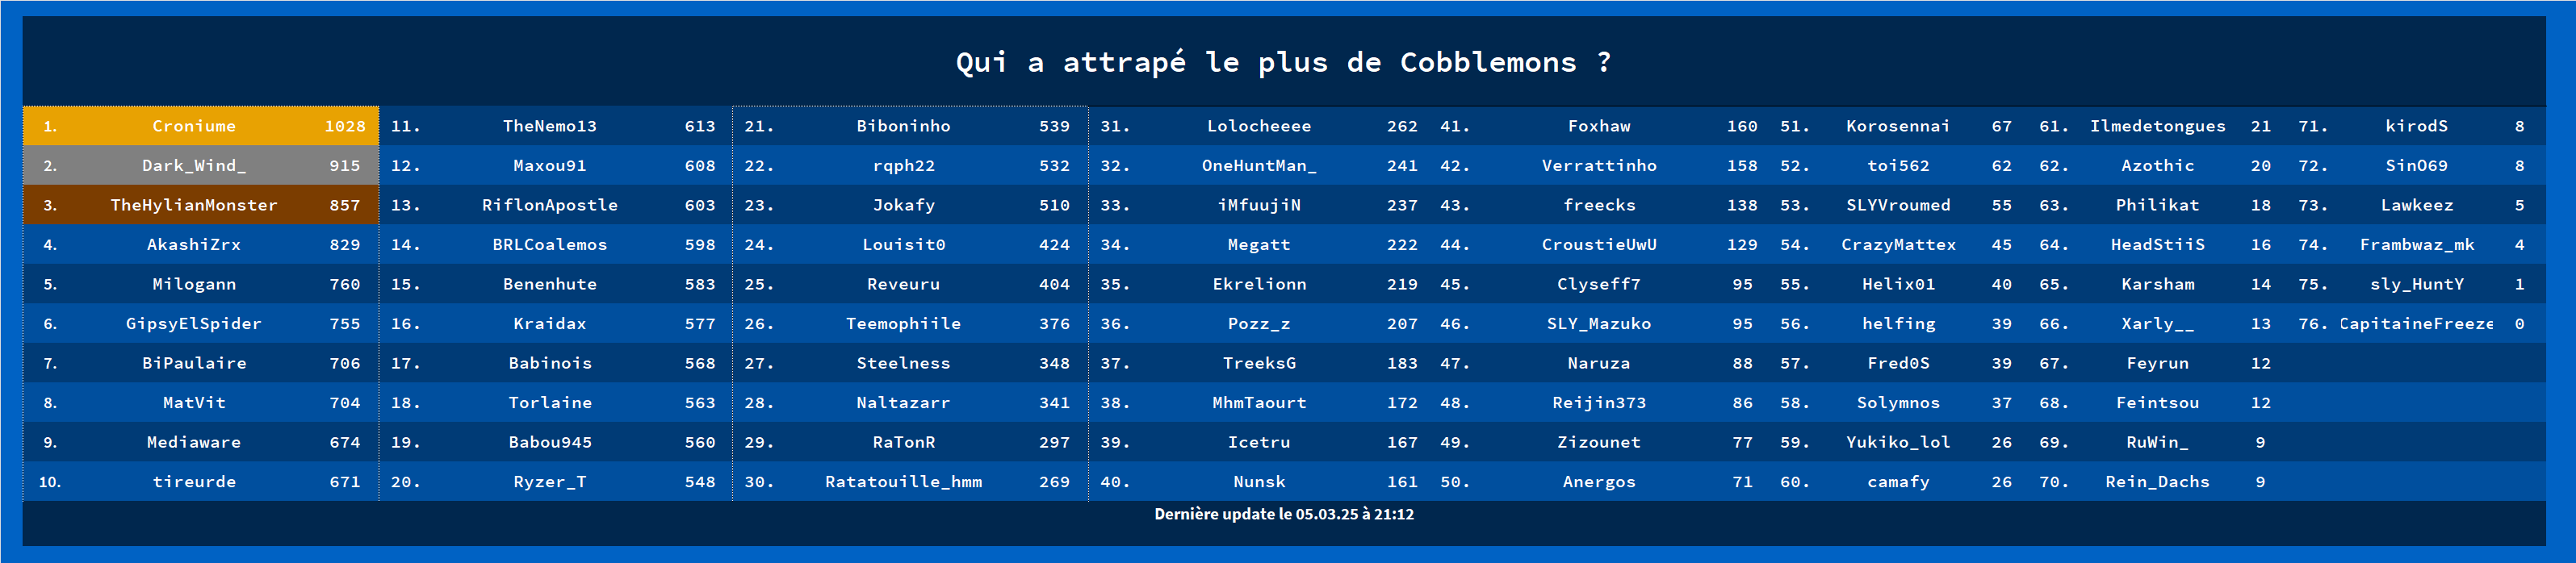 Qui a attrapé le plus de Cobblemons ?
1. Croniume 1028 11. TheNemo13 613 21. Biboninho 539 31. Lolocheeee 262 41. Foxhaw 160 51. Korosennai 67 61. Ilmedetongues 21 71. kirodS 8
2. Dark_Wind_ 915 12. Maxou91 608 22. rqph22 532 32. OneHuntMan_ 241 42. Verrattinho 158 52. toi562 62 62. Azothic 20 72. SinO69 8
3. TheHylianMonster 857 13. RiflonApostle 603 23. Jokafy 510 33. iMfuujiN 237 43. freecks 138 53. SLYVroumed 55 63. Philikat 18 73. Lawkeez 5
4. AkashiZrx 829 14. BRLCoalemos 598 24. Louisit0 424 34. Megatt 222 44. CroustieUwU 129 54. CrazyMattex 45 64. HeadStiiS 16 74. Frambwaz_mk 4
5. Milogann 760 15. Benenhute 583 25. Reveuru 404 35. Ekrelionn 219 45. Clyseff7 95 55. Helix01 40 65. Karsham 14 75. sly_HuntY 1
6. GipsyElSpider 755 16. Kraidax 577 26. Teemophiile 376 36. Pozz_z 207 46. SLY_Mazuko 95 56. helfing 39 66. Xarly__ 13 76. CapitaineFreeze 0
7. BiPaulaire 706 17. Babinois 568 27. Steelness 348 37. TreeksG 183 47. Naruza 88 57. Fred0S 39 67. Feyrun 12
8. MatVit 704 18. Torlaine 563 28. Naltazarr 341 38. MhmTaourt 172 48. Reijin373 86 58. Solymnos 37 68. Feintsou 12
9. Mediaware 674 19. Babou945 560 29. RaTonR 297 39. Icetru 167 49. Zizounet 77 59. Yukiko_lol 26 69. RuWin_ 9
10. tireurde 671 20. Ryzer_T 548 30. Ratatouille_hmm 269 40. Nunsk 161 50. Anergos 71 60. camafy 26 70. Rein_Dachs 9
Dernière update le 05.03.25 à 21:12